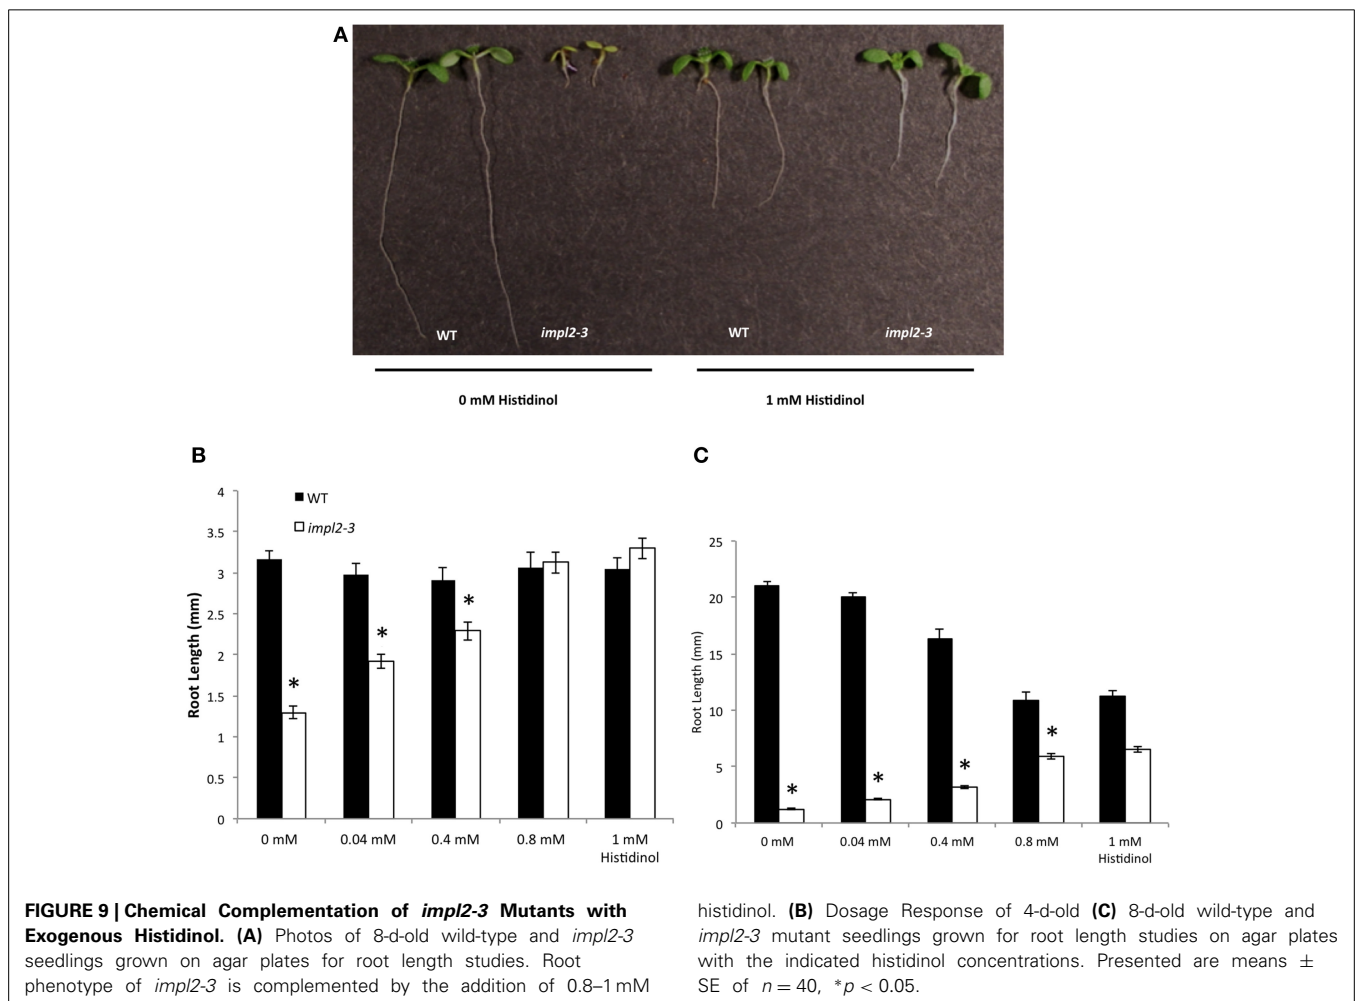 A
WT
impl2-3
WT
impl2-3
0 mM Histidinol
1 mM Histidinol
B
4
3.5
3
2.5
2
1.5
1
0.5
0
Root Length (mm)
WT
impl2-3
*
*
*
0 mM
0.04 mM
0.4 mM
0.8 mM
1 mM
Histidinol
C
25
20
15
10
5
0
Root Length (mm)
*
*
*
*
0 mM
0.04 mM
0.4 mM
0.8 mM
1 mM
Histidinol
FIGURE 9 | Chemical Complementation of impl2-3 Mutants with
Exogenous Histidinol. (A) Photos of 8-d-old wild-type and impl2-3
seedlings grown on agar plates for root length studies. Root
phenotype of impl2-3 is complemented by the addition of 0.8–1 mM
histidinol. (B) Dosage Response of 4-d-old (C) 8-d-old wild-type and
impl2-3 mutant seedlings grown for root length studies on agar plates
with the indicated histidinol concentrations. Presented are means ±
SE of n = 40, *p < 0.05.